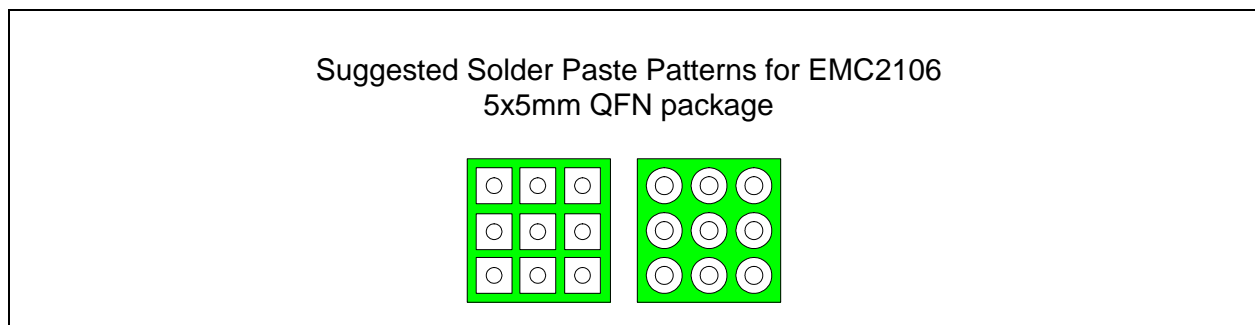 Suggested Solder Paste Patterns for EMC2106
5x5mm QFN package